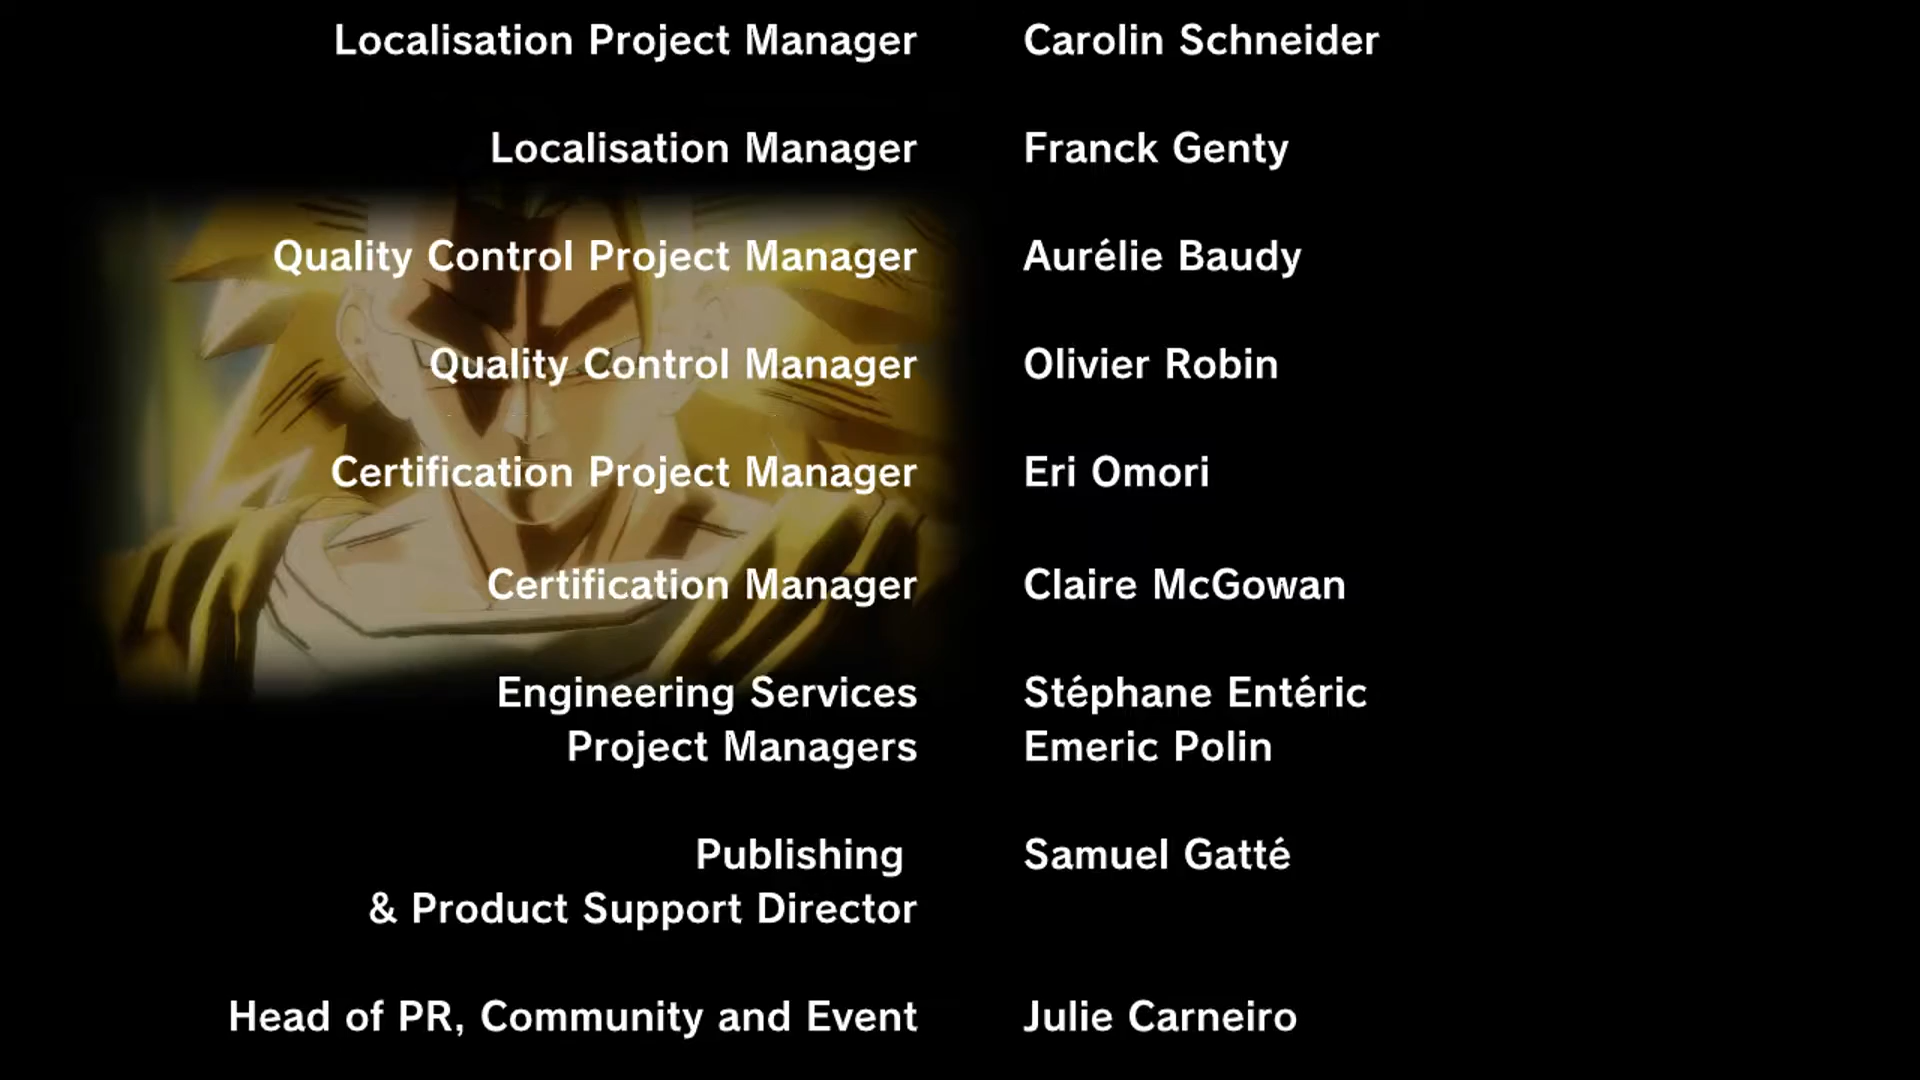 Localisation Project Manager Carolin Schneider
Localisation Manager Franck Genty
Quality Control Project Manager Aurélie Baudy
Quality Control Manager Olivier Robin
Certification Project Manager Eri Omori
Certification Manager Claire McGowan
Engineering Services Stéphane Entéric
Project Managers Emeric Polin
Publishing Samuel Gatté
& Product Support Director
Head of PR, Community and Event Julie Carneiro